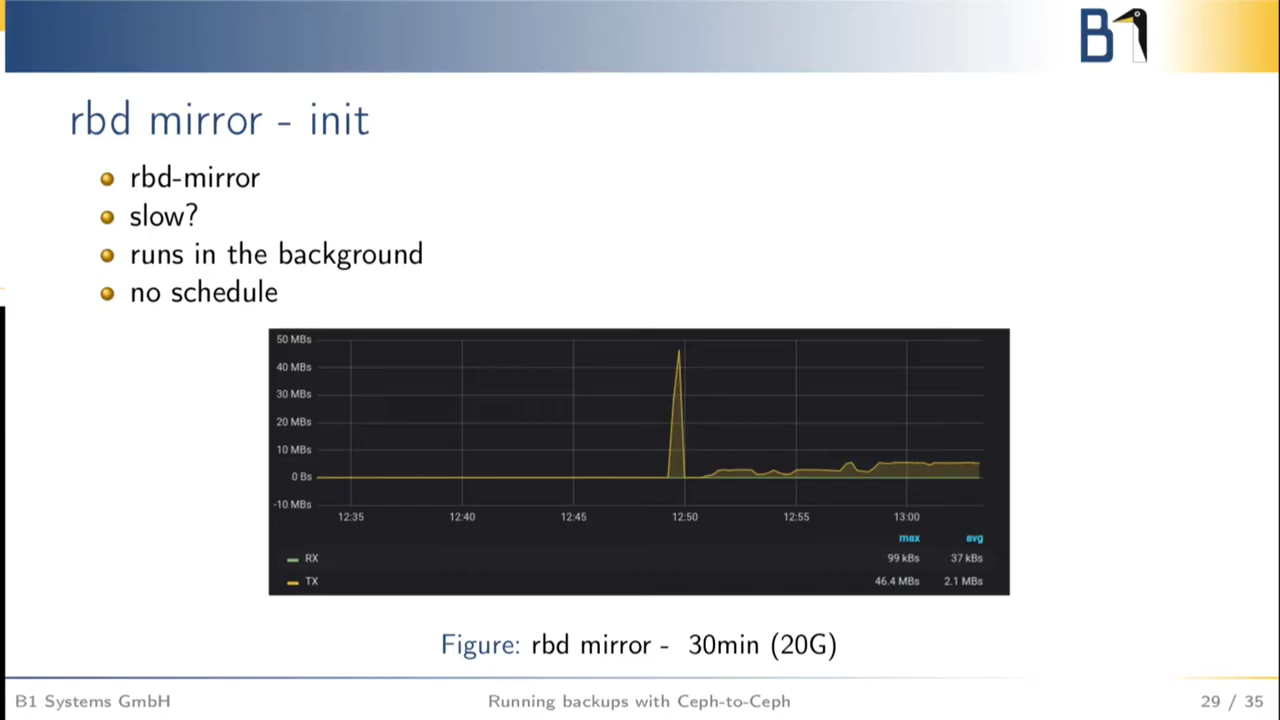 B1
rbd mirror - init
rbd-mirror
slow?
runs in the background
no schedule
50 MBs
40 MBs
30 MBs
20 MBs
10 MBs
0 Bs
-10 MBs
12:35 12:40 12:45 12:50 12:55 13:00
max avg
RX 99 kBs 37 kBs
TX 46.4 MBs 2.1 MBs
Figure: rbd mirror - 30min (20G)
B1 Systems GmbH Running backups with Ceph-to-Ceph 29 / 35